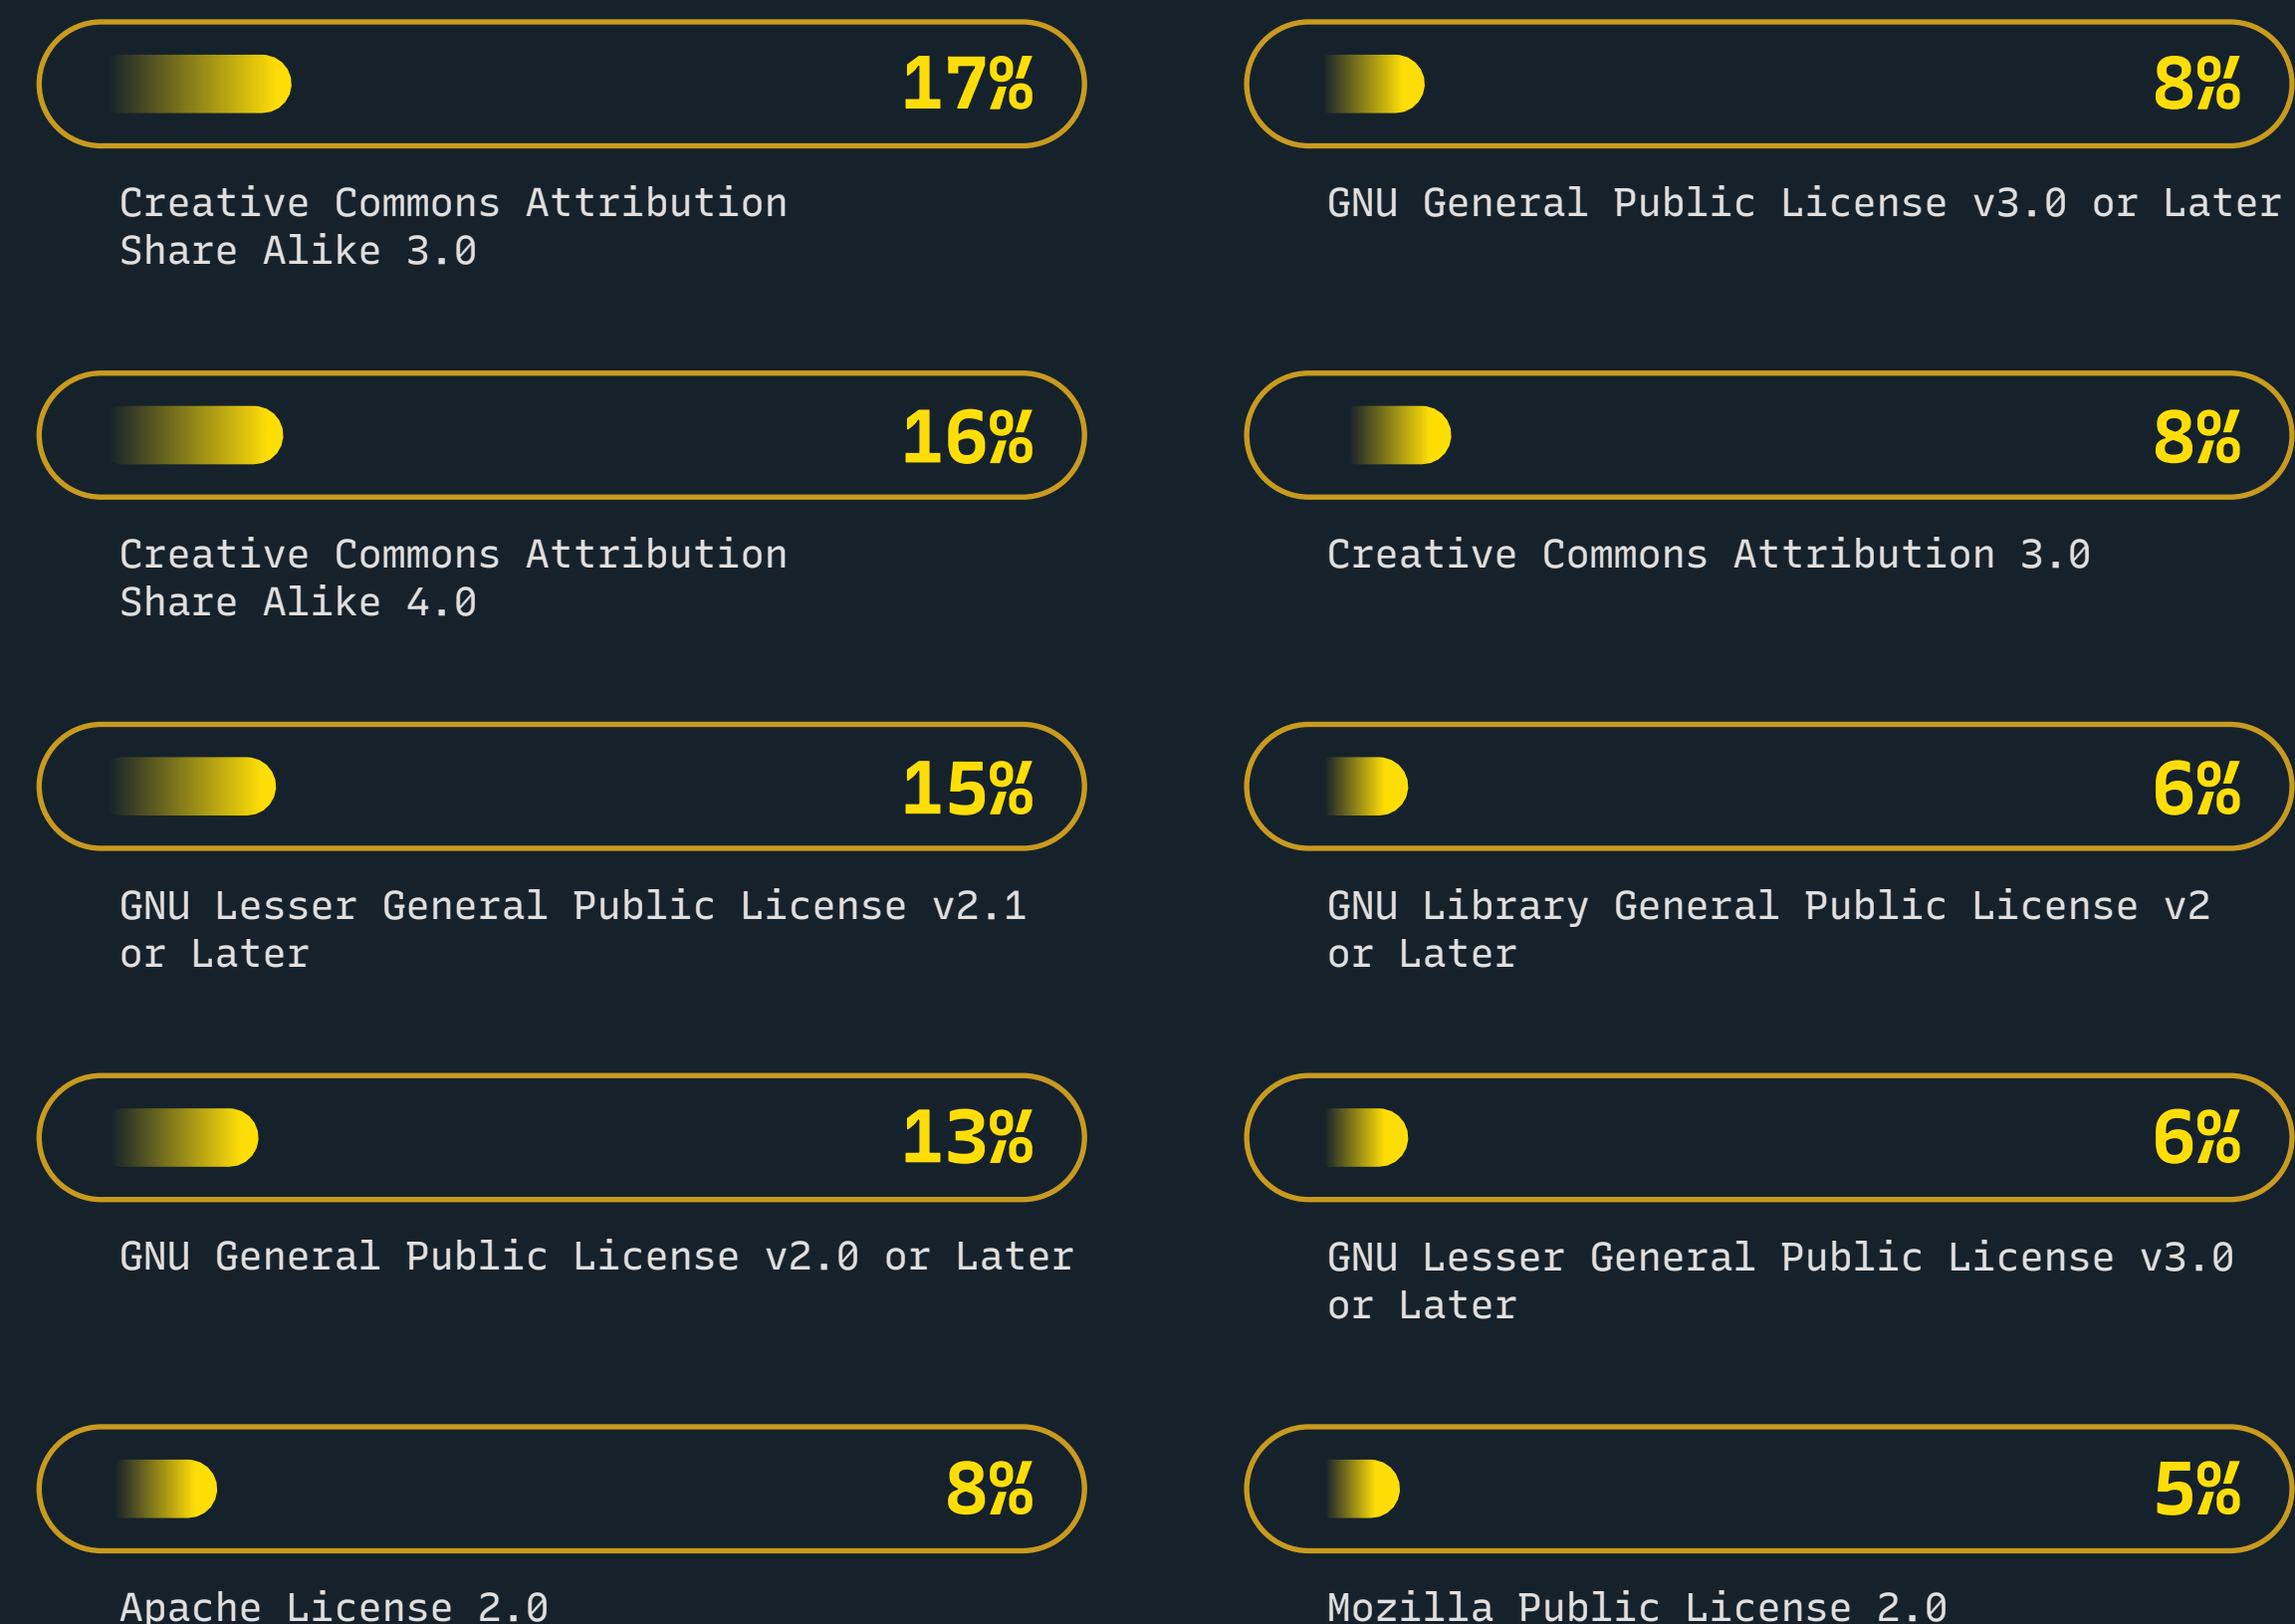 17%
Creative Commons Attribution
Share Alike 3.0
16%
Creative Commons Attribution
Share Alike 4.0
15%
GNU Lesser General Public License v2.1
or Later
13%
GNU General Public License v2.0 or Later
8%
Apache License 2.0
8%
GNU General Public License v3.0 or Later
8%
Creative Commons Attribution 3.0
6%
GNU Library General Public License v2
or Later
6%
GNU Lesser General Public License v3.0
or Later
5%
Mozilla Public License 2.0